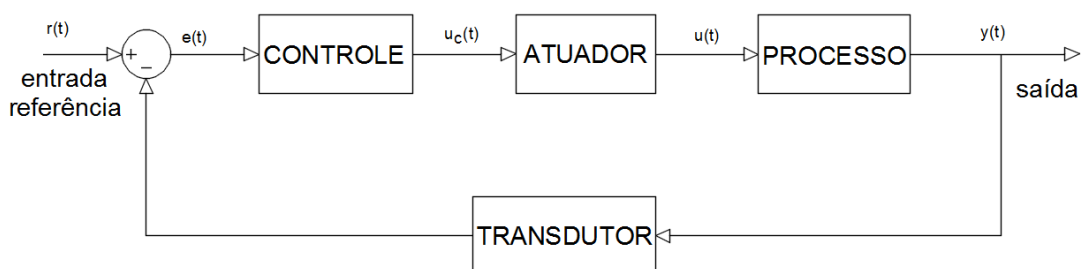 r(t)
+
−
e(t)
CONTROLE
u_c(t)
ATUADOR
u(t)
PROCESSO
y(t)
entrada
referência
saída
TRANSDUTOR